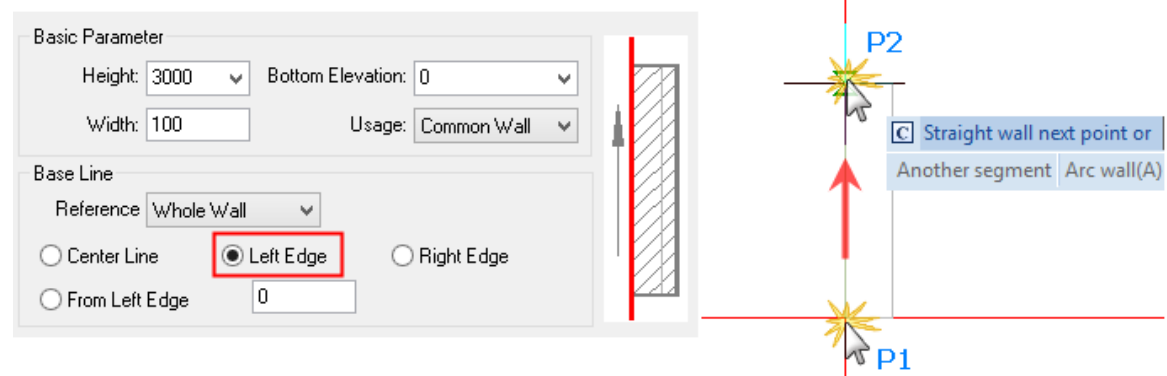 Basic Parameter
Height: 3000 Bottom Elevation: 0
Width: 100 Usage: Common Wall
Base Line
Reference Whole Wall
Center Line Left Edge Right Edge
From Left Edge 0
P2
C Straight wall next point or
Another segment Arc wall(A)
P1